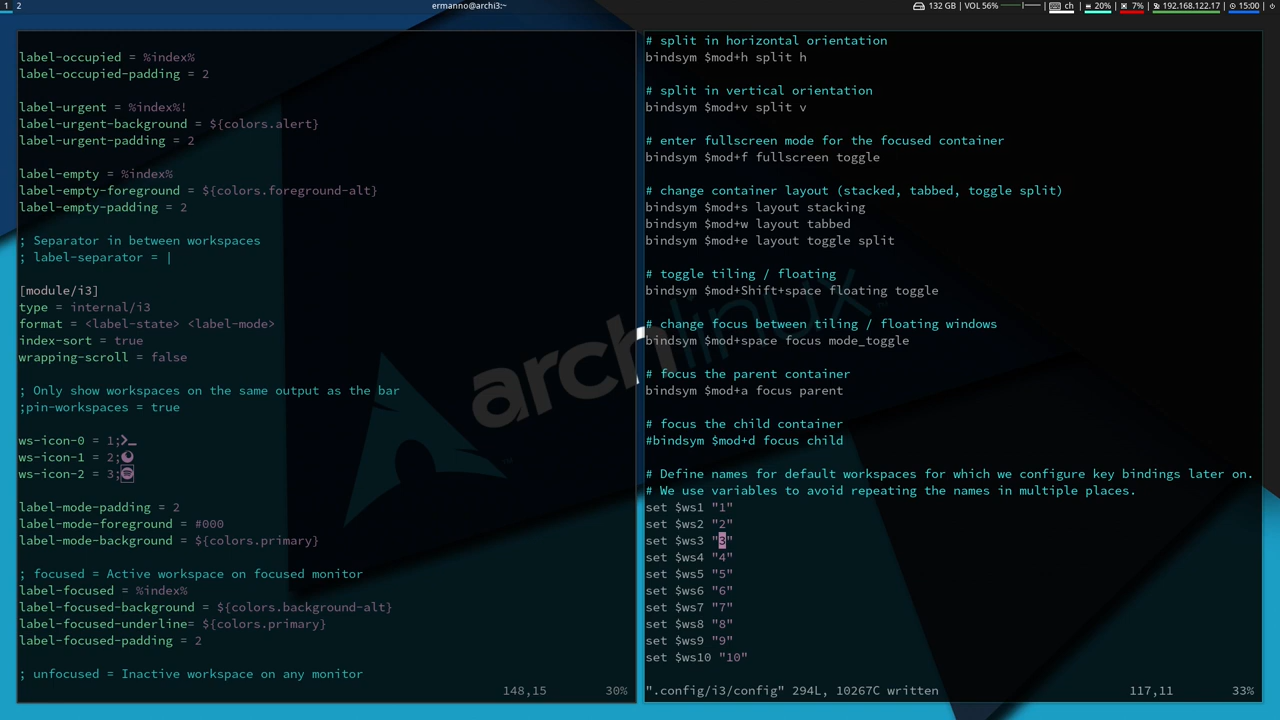 1 2 ermanno@archi3:~ 132 GB | VOL 56% | ch | 20% | 7% | 192.168.122.17 | 15:00 |
label-occupied = %index%
label-occupied-padding = 2
label-urgent = %index%!
label-urgent-background = ${colors.alert}
label-urgent-padding = 2
label-empty = %index%
label-empty-foreground = ${colors.foreground-alt}
label-empty-padding = 2
; Separator in between workspaces
; label-separator = |
[module/i3]
type = internal/i3
format = <label-state> <label-mode>
index-sort = true
wrapping-scroll = false
; Only show workspaces on the same output as the bar
;pin-workspaces = true
ws-icon-0 = 1;
ws-icon-1 = 2;
ws-icon-2 = 3;
label-mode-padding = 2
label-mode-foreground = #000
label-mode-background = ${colors.primary}
; focused = Active workspace on focused monitor
label-focused = %index%
label-focused-background = ${colors.background-alt}
label-focused-underline= ${colors.primary}
label-focused-padding = 2
; unfocused = Inactive workspace on any monitor
148,15 30%
# split in horizontal orientation
bindsym $mod+h split h
# split in vertical orientation
bindsym $mod+v split v
# enter fullscreen mode for the focused container
bindsym $mod+f fullscreen toggle
# change container layout (stacked, tabbed, toggle split)
bindsym $mod+s layout stacking
bindsym $mod+w layout tabbed
bindsym $mod+e layout toggle split
# toggle tiling / floating
bindsym $mod+Shift+space floating toggle
# change focus between tiling / floating windows
bindsym $mod+space focus mode_toggle
# focus the parent container
bindsym $mod+a focus parent
# focus the child container
#bindsym $mod+d focus child
# Define names for default workspaces for which we configure key bindings later on.
# We use variables to avoid repeating the names in multiple places.
set $ws1 "1"
set $ws2 "2"
set $ws3 "3"
set $ws4 "4"
set $ws5 "5"
set $ws6 "6"
set $ws7 "7"
set $ws8 "8"
set $ws9 "9"
set $ws10 "10"
".config/i3/config" 294L, 10267C written 117,11 33%
archlinux